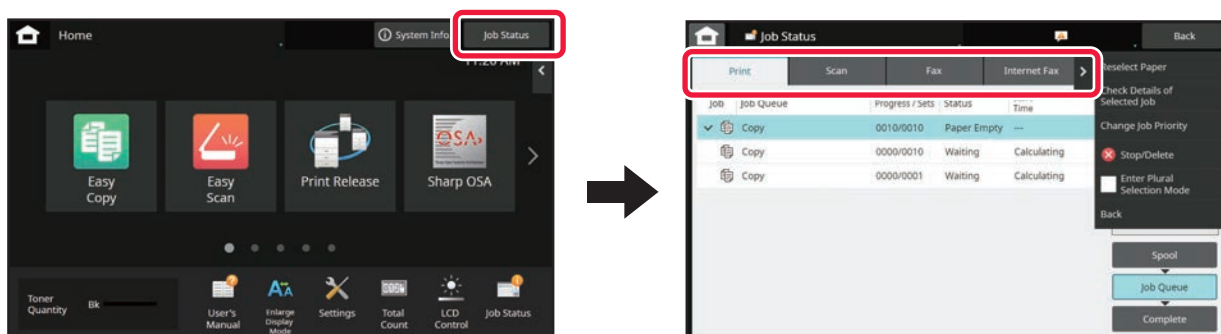 Home
System Info
Job Status
11:20 AM
OSA
Easy
Copy
Easy
Scan
Print Release
Sharp OSA
Toner
Quantity
Bk
User's
Manual
Enlarge
Display
Mode
Settings
Total
Count
LCD
Control
Job Status
Job Status
Back
Print
Scan
Fax
Internet Fax
Job
Job Queue
Progress / Sets
Status
Time
Copy
0010/0010
Paper Empty
---
Copy
0000/0010
Waiting
Calculating
Copy
0000/0001
Waiting
Calculating
Reselect Paper
Check Details of
Selected Job
Change Job Priority
Stop/Delete
Enter Plural
Selection Mode
Back
Spool
Job Queue
Complete